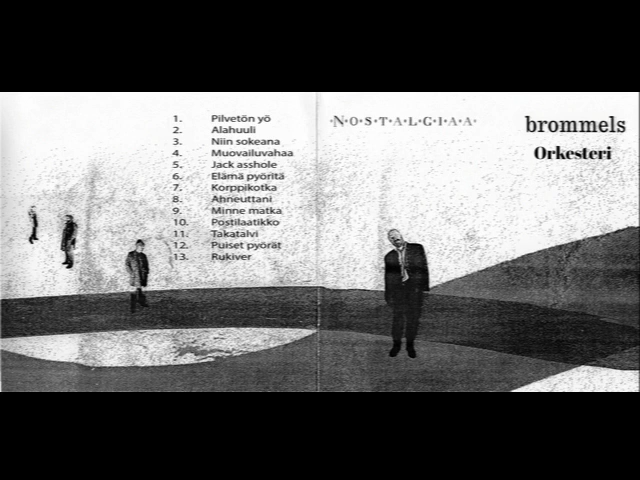 1. Pilvetön yö
2. Alahuuli
3. Niin sokeana
4. Muovailuvahaa
5. Jack asshole
6. Elämä pyöritä
7. Korppikotka
8. Ahneuttani
9. Minne matka
10. Postilaatikko
11. Takatalvi
12. Puiset pyörät
13. Rukiver
·N·O·S·T·A·L·G·I·A·A·
brommels
Orkesteri